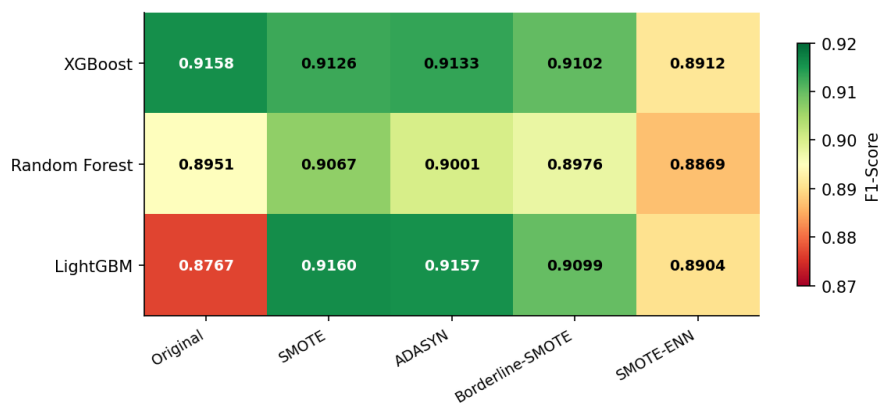 XGBoost 0.9158 0.9126 0.9133 0.9102 0.8912
Random Forest 0.8951 0.9067 0.9001 0.8976 0.8869
LightGBM 0.8767 0.9160 0.9157 0.9099 0.8904
Original SMOTE ADASYN Borderline-SMOTE SMOTE-ENN
0.92
0.91
0.90
0.89
0.88
0.87
F1-Score